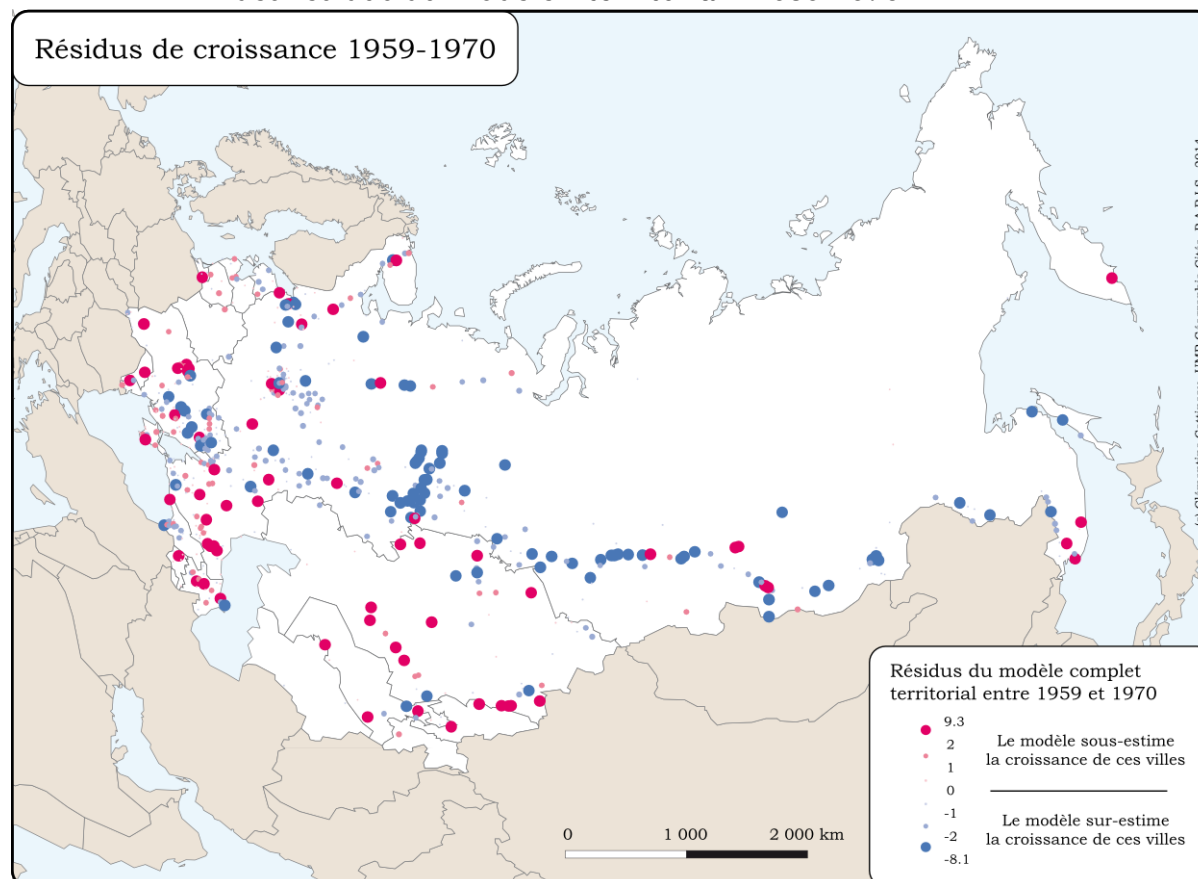 Résidus de croissance 1959-1970
Résidus du modèle complet
territorial entre 1959 et 1970
9.3
2
1
0
-1
-2
-8.1
Le modèle sous-estime
la croissance de ces villes
Le modèle sur-estime
la croissance de ces villes
0
1 000
2 000 km